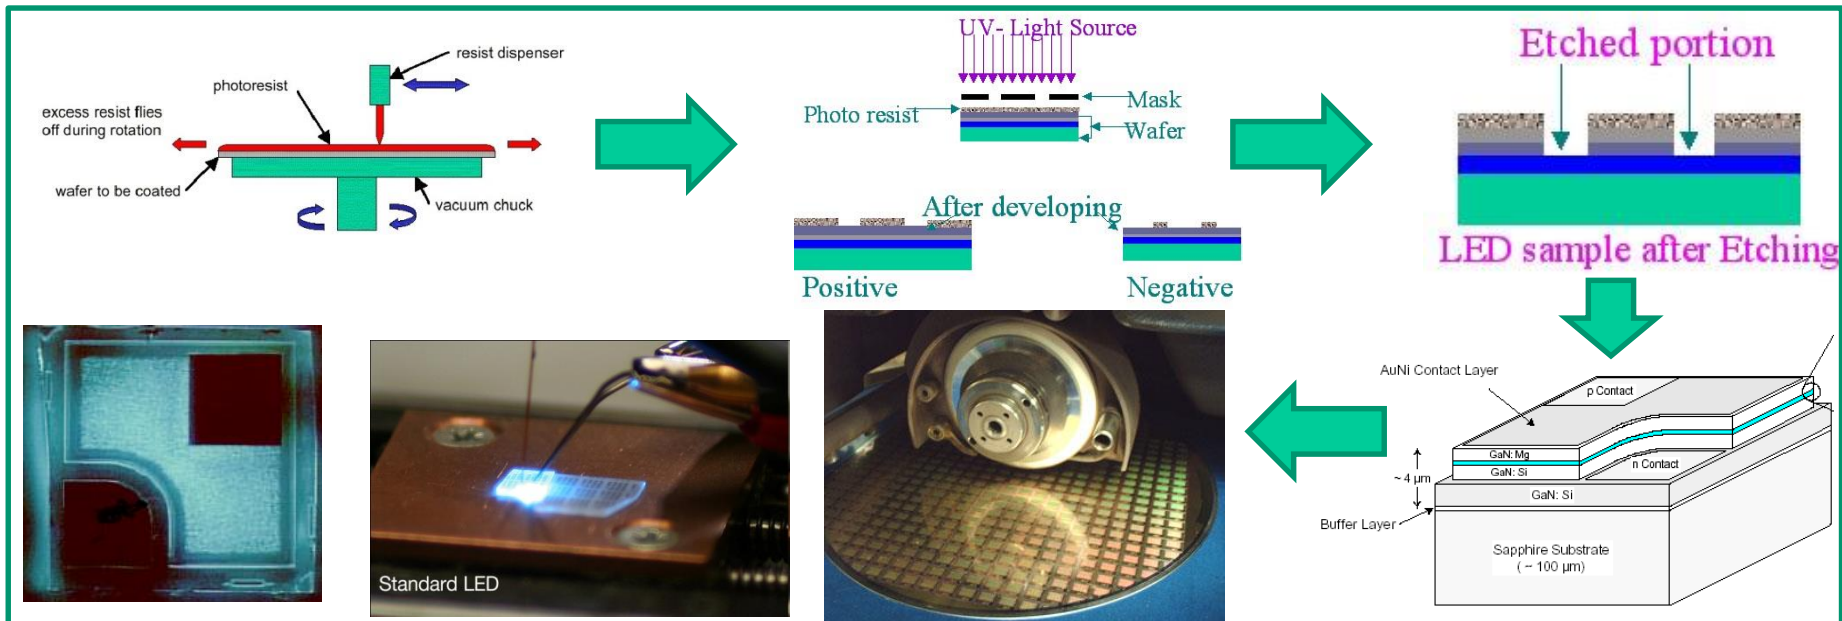 resist dispenser
photoresist
excess resist flies
off during rotation
wafer to be coated
vacuum chuck
UV- Light Source
Mask
Photo resist
Wafer
After developing
Positive
Negative
Etched portion
LED sample after Etching
AuNi Contact Layer
p Contact
GaN: Mg
GaN: Si
n Contact
~ 4 µm
GaN: Si
Buffer Layer
Sapphire Substrate
( ~ 100 µm)
Standard LED